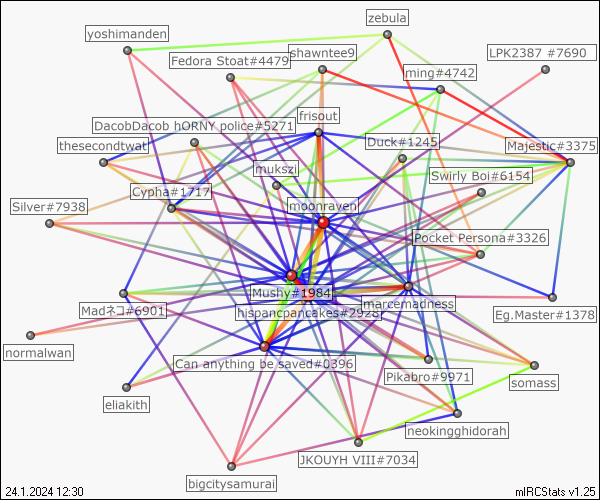 zebula
yoshimanden
shawntee9
LPK2387 #7690
Fedora Stoat#4479
ming#4742
frisout
DacobDacob hORNY police#5271
Duck#1245
Majestic#3375
thesecondtwat
mukszi
Swirly Boi#6154
Cypha#1717
moonraven
Silver#7938
Pocket Persona#3326
Mushy#1984
marcemadness
Madネコ#6901
hispancpancakes#2928
Eg.Master#1378
normalwan
Can anything be saved#0396
Pikabro#9971
somass
eliakith
neokingghidorah
JKOUYH VIII#7034
bigcitysamurai
24.1.2024 12:30
mIRCStats v1.25